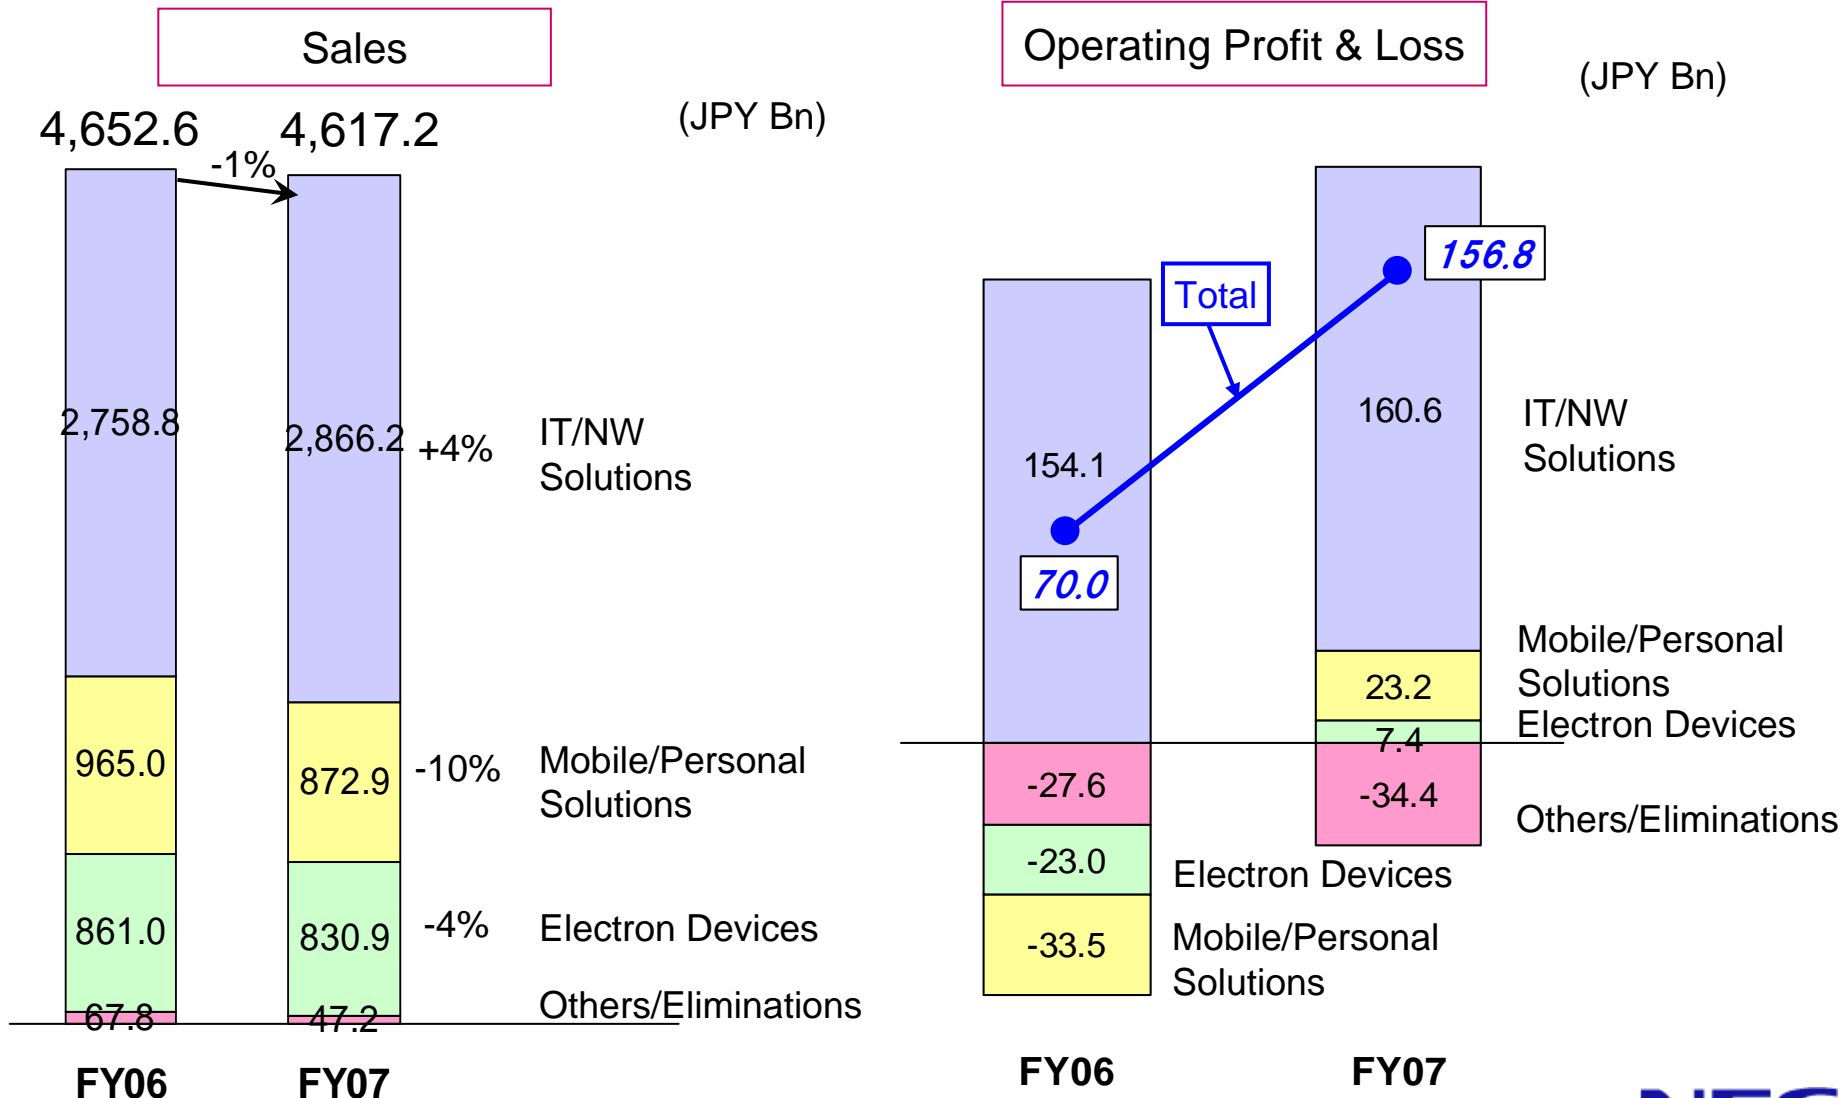 Sales
(JPY Bn)
4,652.6
4,617.2
-1%
2,758.8
2,866.2
+4%
IT/NW
Solutions
965.0
872.9
-10%
Mobile/Personal
Solutions
861.0
830.9
-4%
Electron Devices
67.8
47.2
Others/Eliminations
FY06
FY07
Operating Profit & Loss
(JPY Bn)
156.8
Total
154.1
160.6
IT/NW
Solutions
70.0
23.2
Mobile/Personal
Solutions
7.4
Electron Devices
-27.6
-34.4
Others/Eliminations
-23.0
Electron Devices
-33.5
Mobile/Personal
Solutions
FY06
FY07
NEC